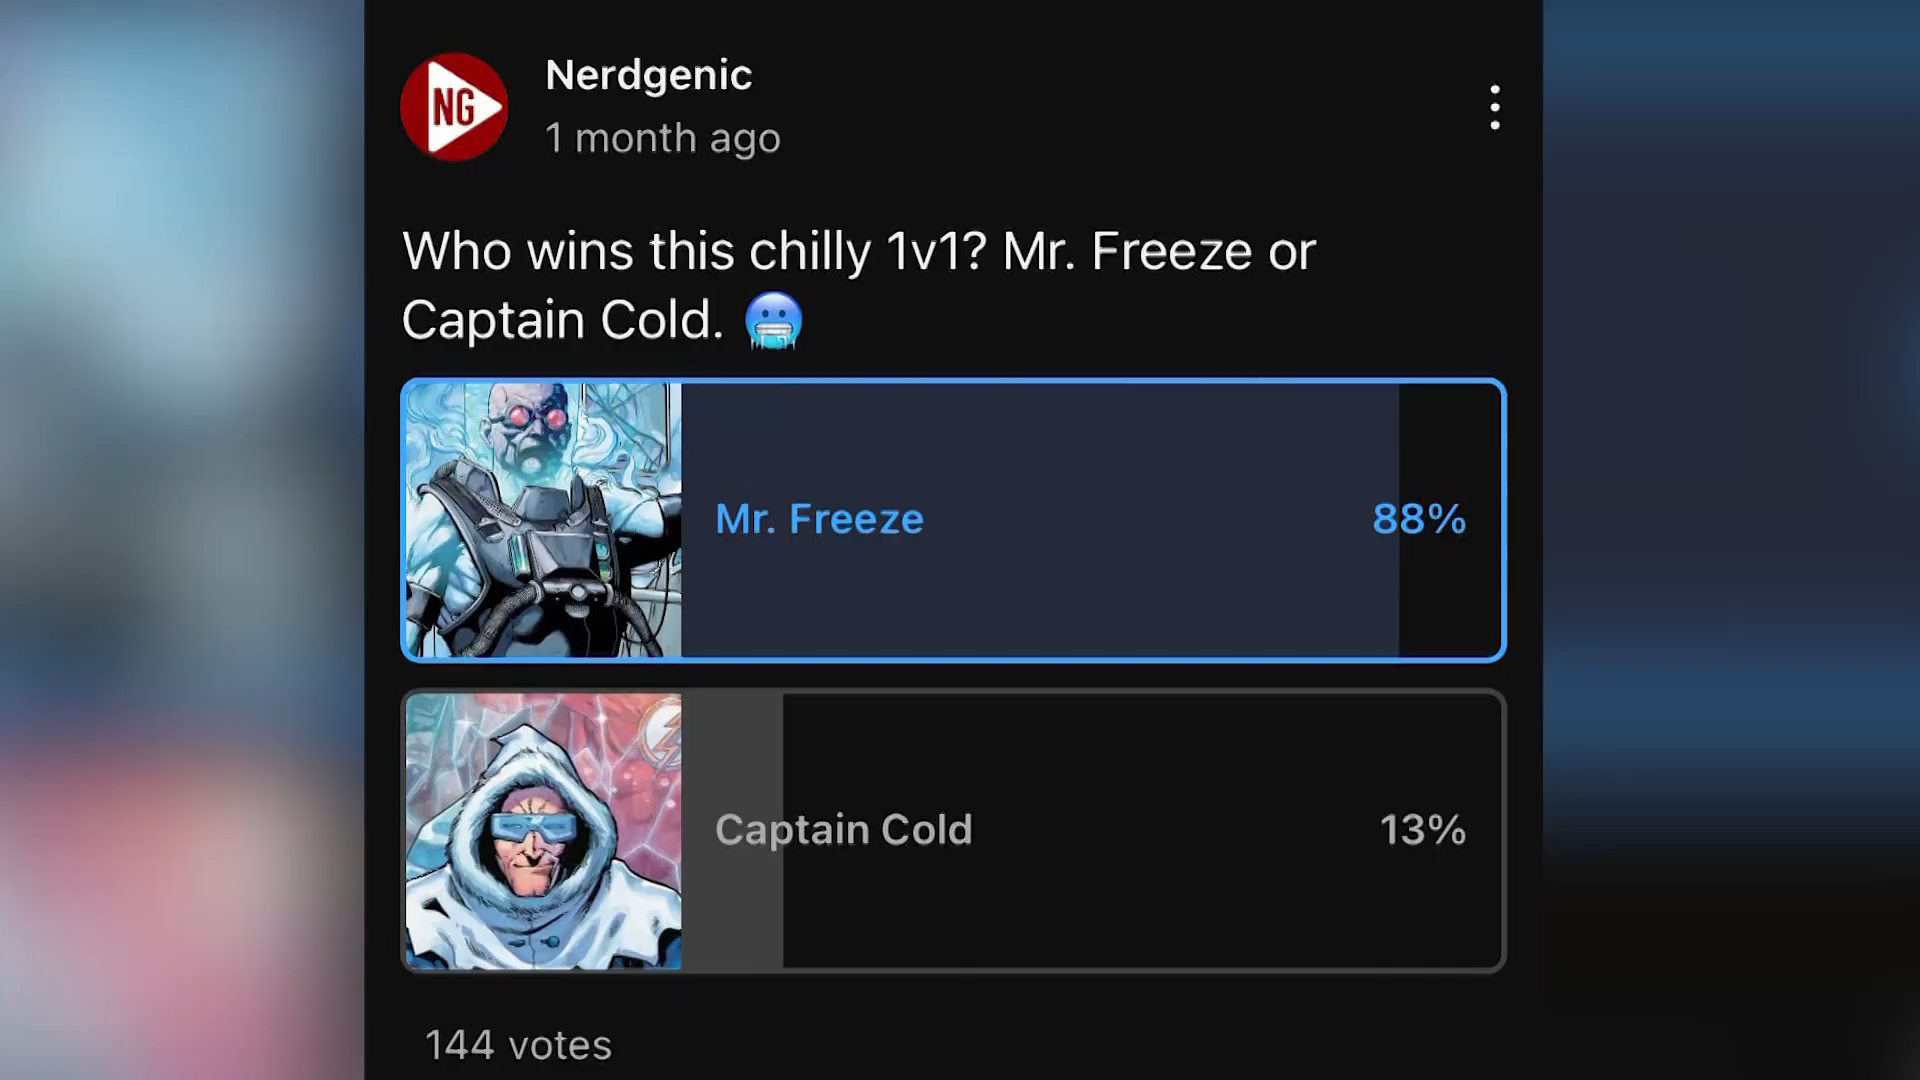 NG
Nerdgenic
1 month ago
Who wins this chilly 1v1? Mr. Freeze or
Captain Cold. 🥶
Mr. Freeze
88%
Captain Cold
13%
144 votes